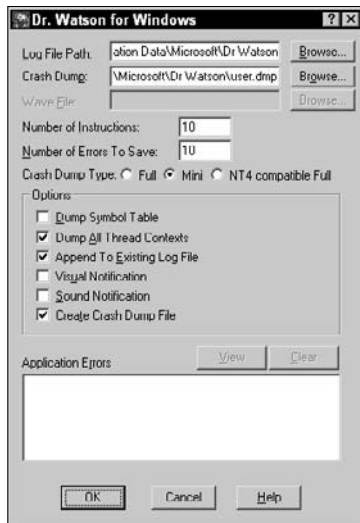 Dr. Watson for Windows
Log File Path: ation Data\Microsoft\Dr Watson Browse...
Crash Dump: \Microsoft\Dr Watson\user.dmp Browse...
Wave File: Browse...
Number of Instructions: 10
Number of Errors To Save: 10
Crash Dump Type: Full Mini NT4 compatible Full
Options
Dump Symbol Table
Dump All Thread Contexts
Append To Existing Log File
Visual Notification
Sound Notification
Create Crash Dump File
Application Errors View Clear
OK Cancel Help